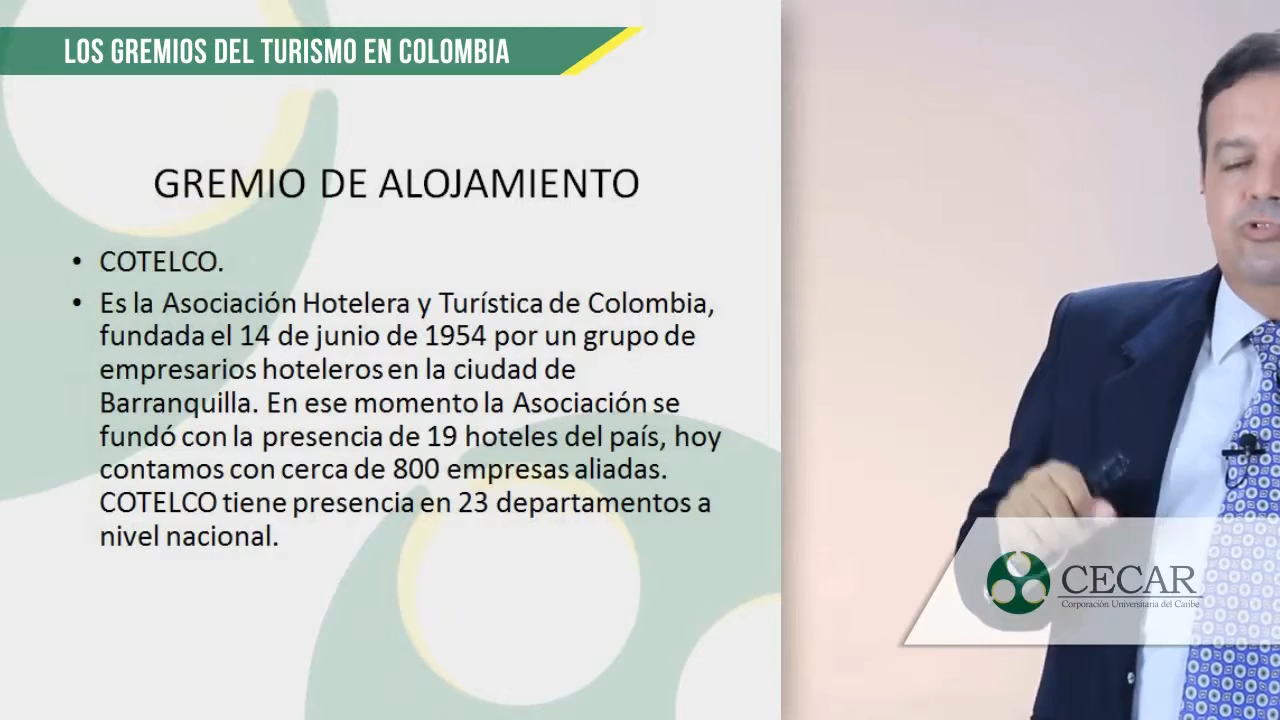 LOS GREMIOS DEL TURISMO EN COLOMBIA
GREMIO DE ALOJAMIENTO
• COTELCO.
• Es la Asociación Hotelera y Turística de Colombia,
fundada el 14 de junio de 1954 por un grupo de
empresarios hoteleros en la ciudad de
Barranquilla. En ese momento la Asociación se
fundó con la presencia de 19 hoteles del país, hoy
contamos con cerca de 800 empresas aliadas.
COTELCO tiene presencia en 23 departamentos a
nivel nacional.
CECAR
Corporación Universitaria del Caribe